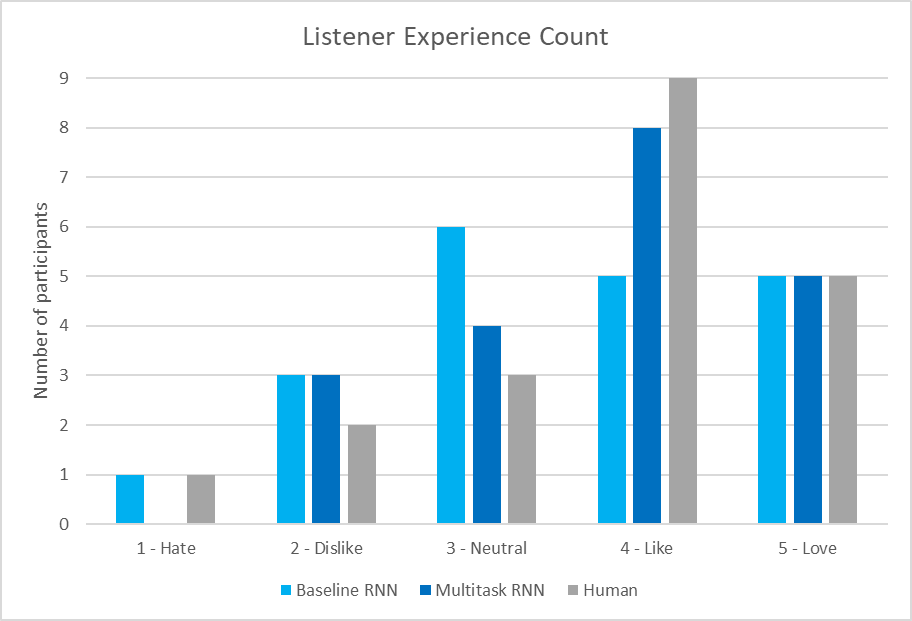 Listener Experience Count
Number of participants
9
8
7
6
5
4
3
2
1
0
1 - Hate
2 - Dislike
3 - Neutral
4 - Like
5 - Love
Baseline RNN
Multitask RNN
Human